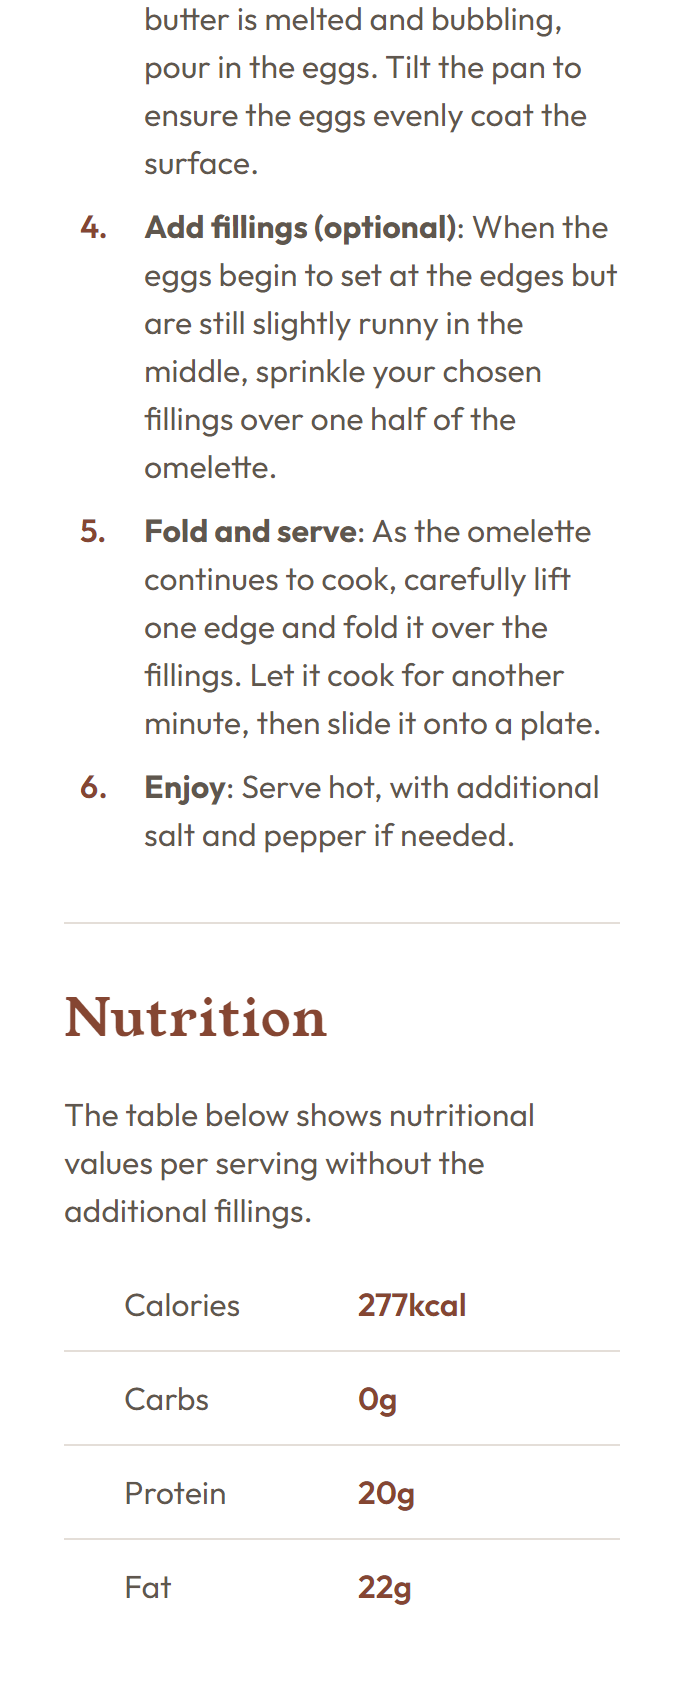 butter is melted and bubbling,
pour in the eggs. Tilt the pan to
ensure the eggs evenly coat the
surface.
4. Add fillings (optional): When the
eggs begin to set at the edges but
are still slightly runny in the
middle, sprinkle your chosen
fillings over one half of the
omelette.
5. Fold and serve: As the omelette
continues to cook, carefully lift
one edge and fold it over the
fillings. Let it cook for another
minute, then slide it onto a plate.
6. Enjoy: Serve hot, with additional
salt and pepper if needed.
Nutrition
The table below shows nutritional
values per serving without the
additional fillings.
Calories 277kcal
Carbs 0g
Protein 20g
Fat 22g